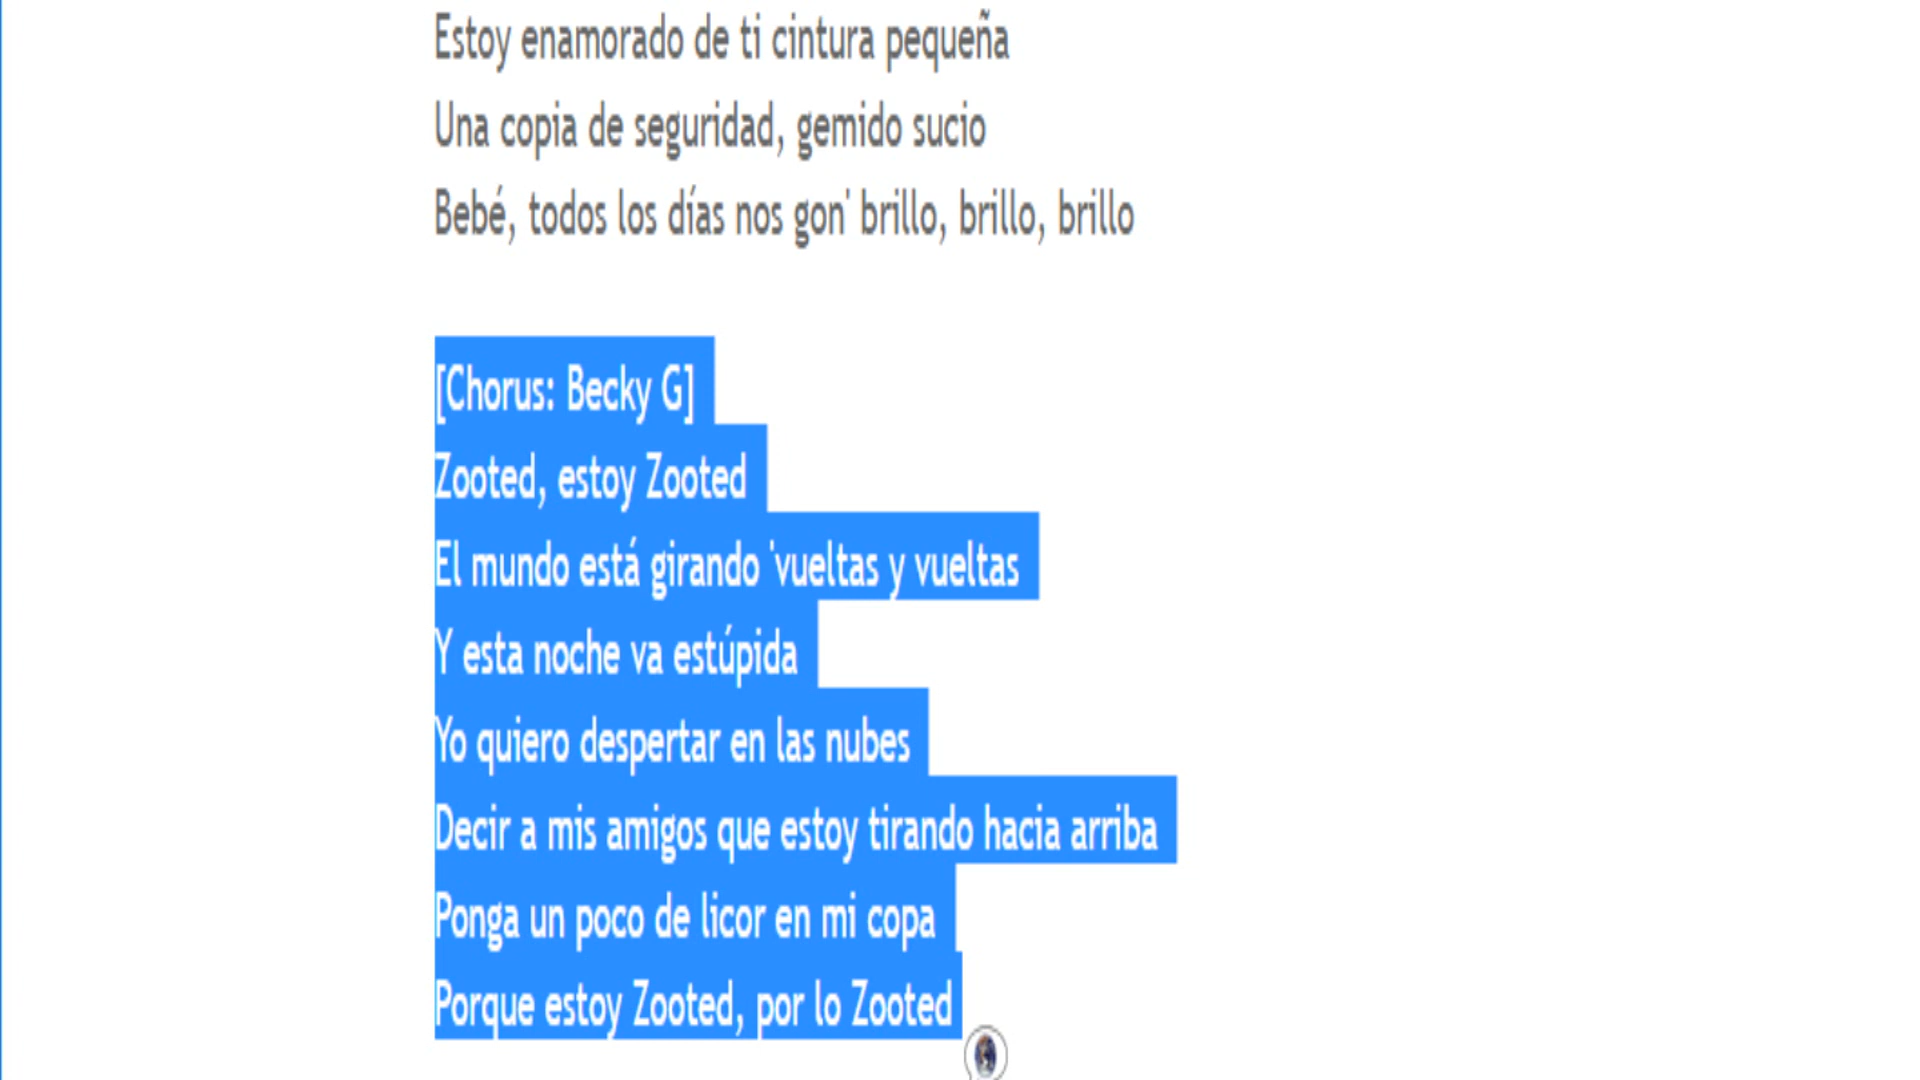 Estoy enamorado de ti cintura pequeña
Una copia de seguridad, gemido sucio
Bebé, todos los días nos gon' brillo, brillo, brillo
[Chorus: Becky G]
Zooted, estoy Zooted
El mundo está girando 'vueltas y vueltas
Y esta noche va estúpida
Yo quiero despertar en las nubes
Decir a mis amigos que estoy tirando hacia arriba
Ponga un poco de licor en mi copa
Porque estoy Zooted, por lo Zooted